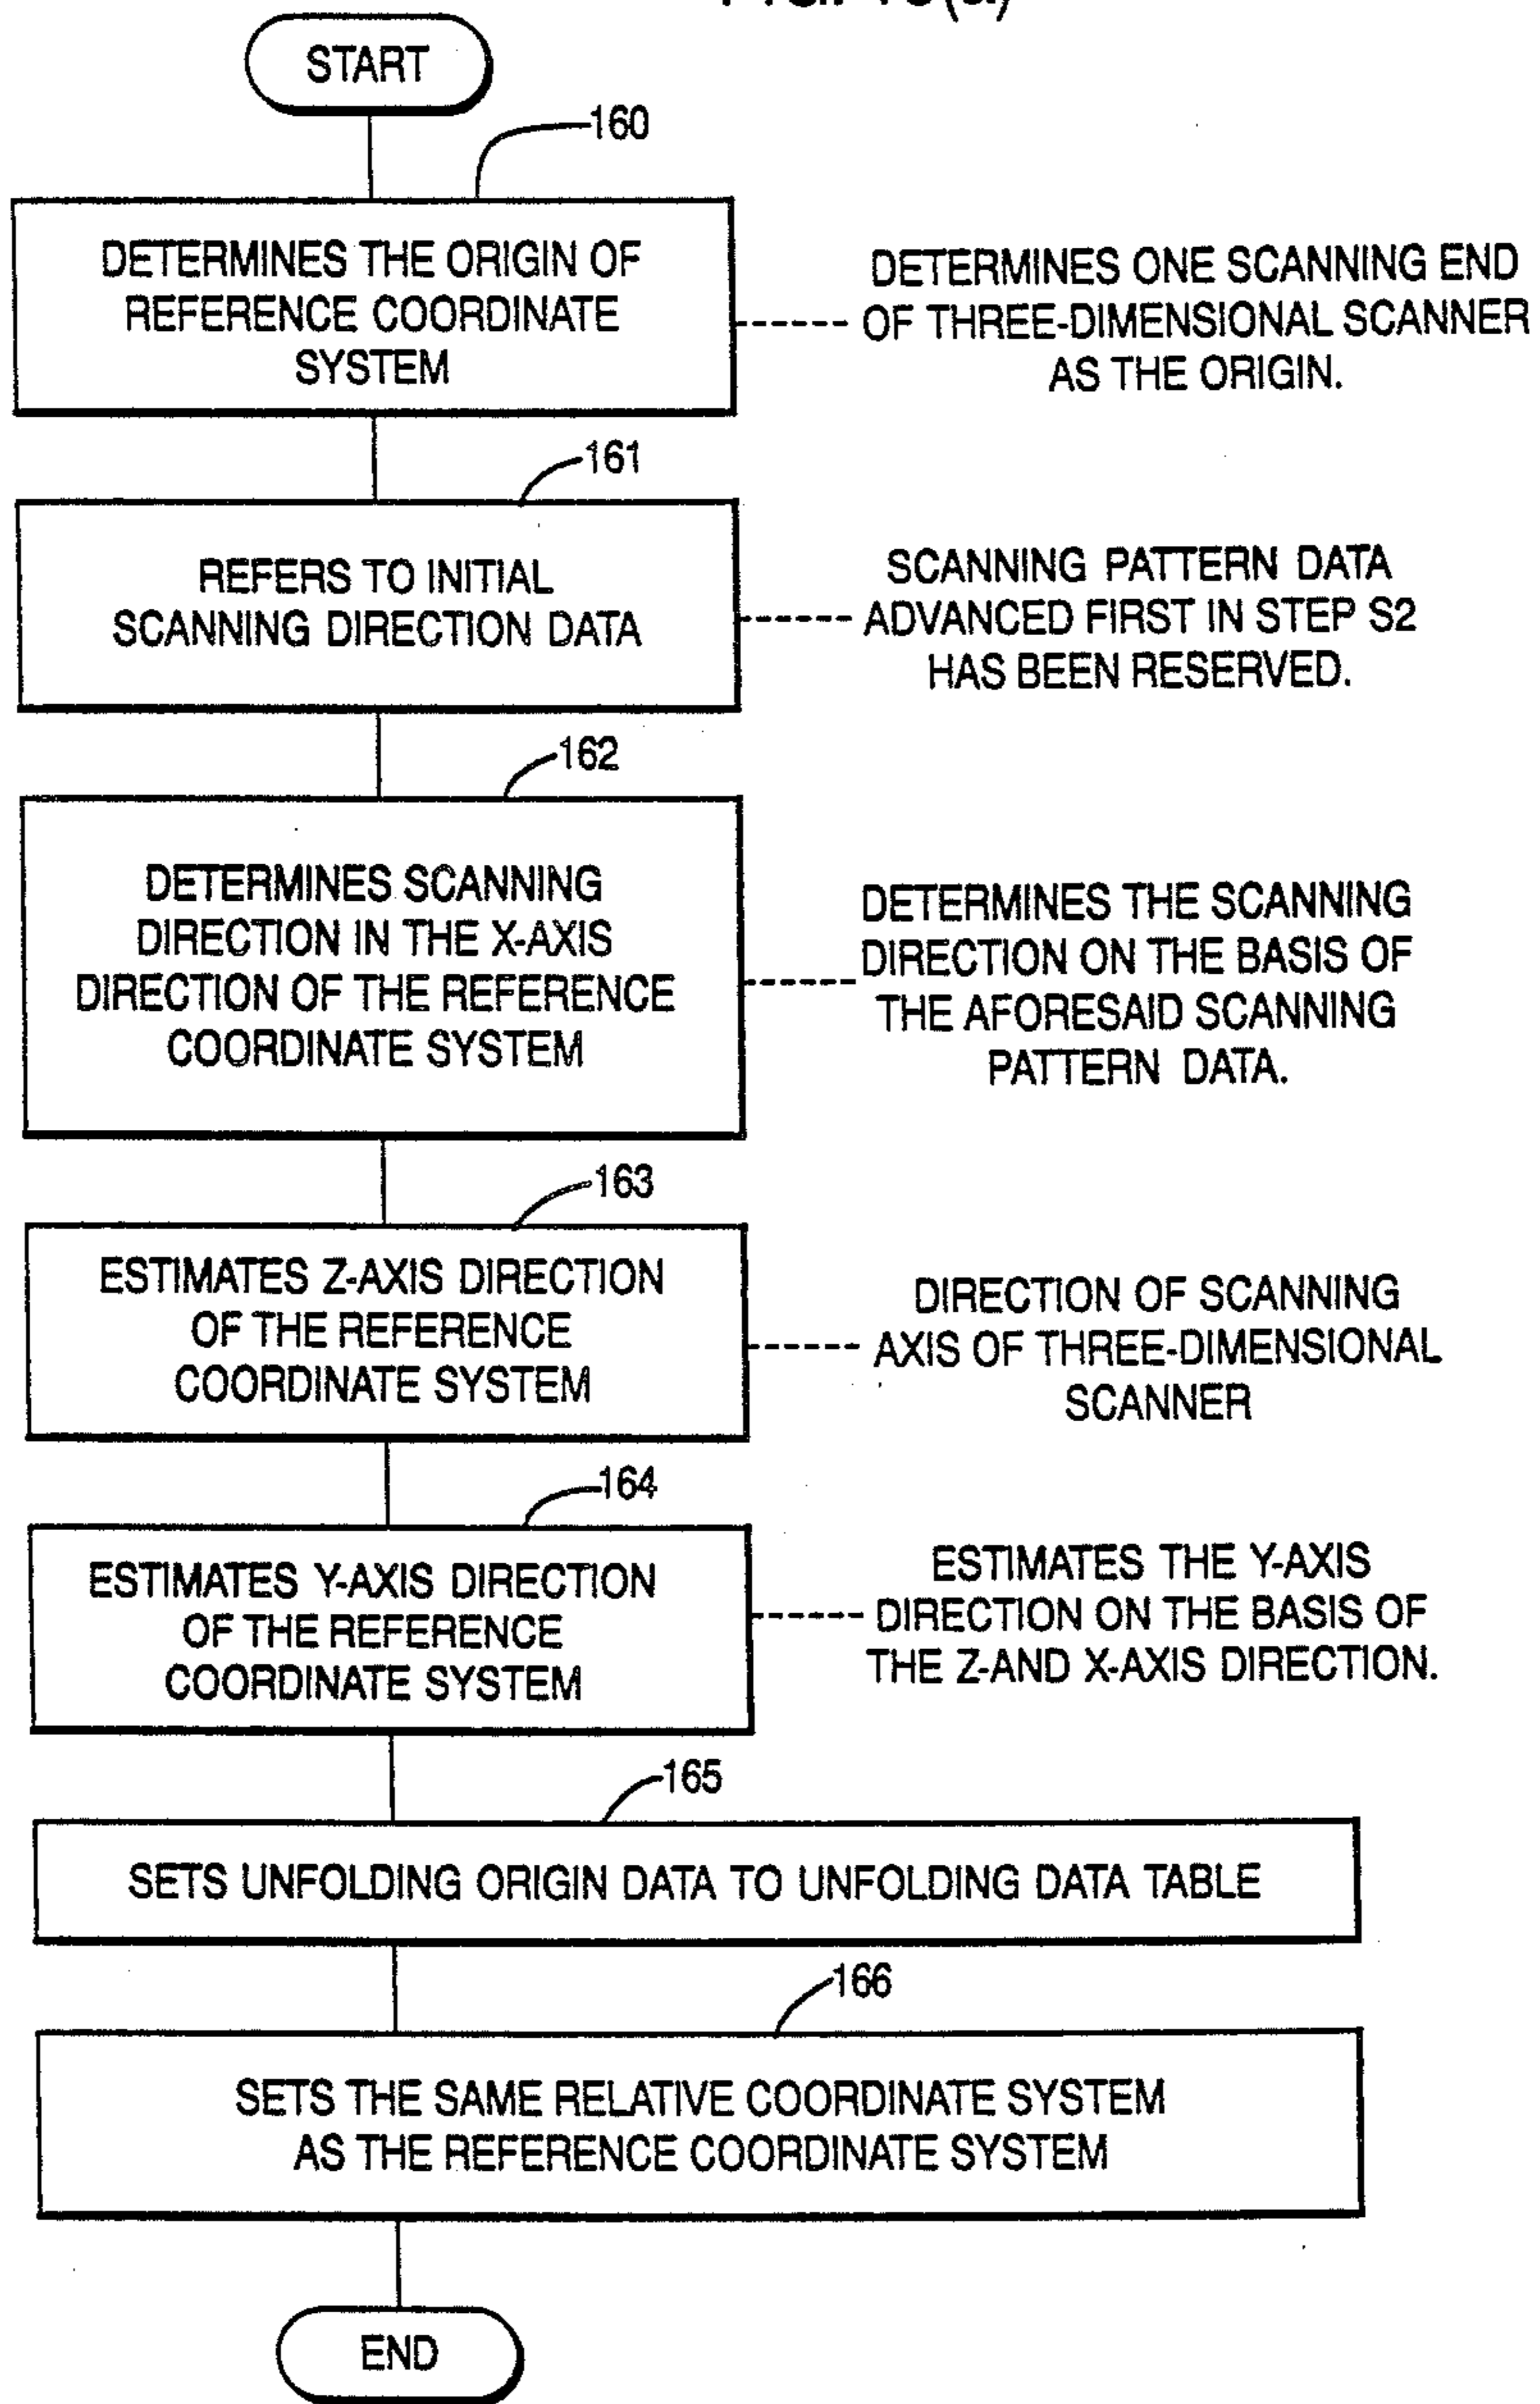 START
160
DETERMINES THE ORIGIN OF
REFERENCE COORDINATE
SYSTEM
DETERMINES ONE SCANNING END
OF THREE-DIMENSIONAL SCANNER
AS THE ORIGIN.
161
REFERS TO INITIAL
SCANNING DIRECTION DATA
SCANNING PATTERN DATA
ADVANCED FIRST IN STEP S2
HAS BEEN RESERVED.
162
DETERMINES SCANNING
DIRECTION IN THE X-AXIS
DIRECTION OF THE REFERENCE
COORDINATE SYSTEM
DETERMINES THE SCANNING
DIRECTION ON THE BASIS OF
THE AFORESAID SCANNING
PATTERN DATA.
163
ESTIMATES Z-AXIS DIRECTION
OF THE REFERENCE
COORDINATE SYSTEM
DIRECTION OF SCANNING
AXIS OF THREE-DIMENSIONAL
SCANNER
164
ESTIMATES Y-AXIS DIRECTION
OF THE REFERENCE
COORDINATE SYSTEM
ESTIMATES THE Y-AXIS
DIRECTION ON THE BASIS OF
THE Z-AND X-AXIS DIRECTION.
165
SETS UNFOLDING ORIGIN DATA TO UNFOLDING DATA TABLE
166
SETS THE SAME RELATIVE COORDINATE SYSTEM
AS THE REFERENCE COORDINATE SYSTEM
END